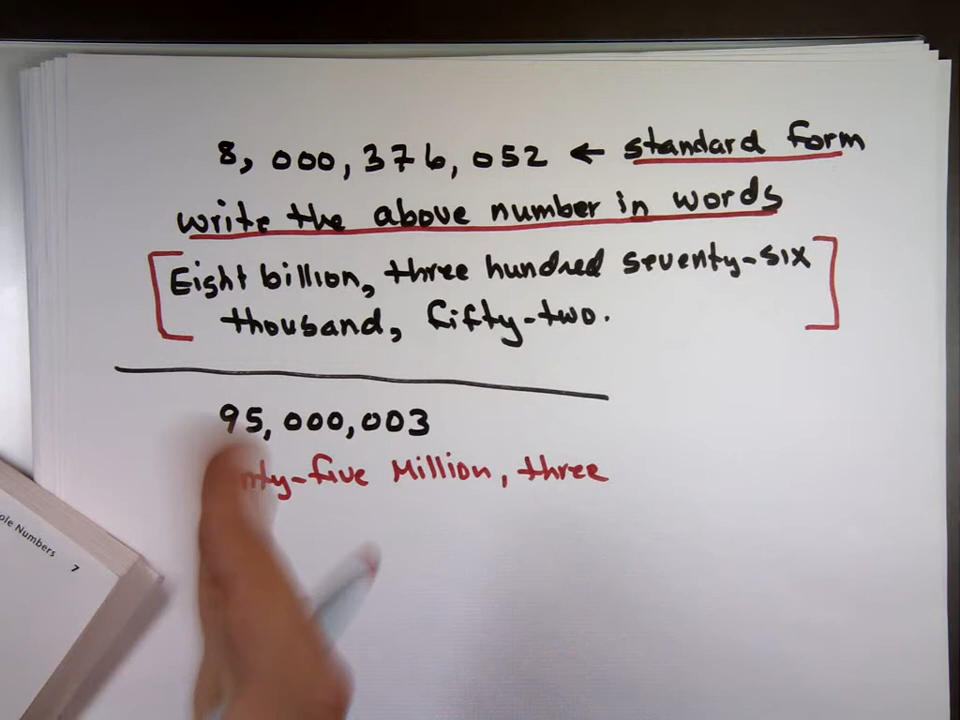 8,000,376,052 ← standard form
write the above number in words
Eight billion, three hundred seventy-six
thousand, fifty-two.
95,000,003
-five Million, three
Numbers
7